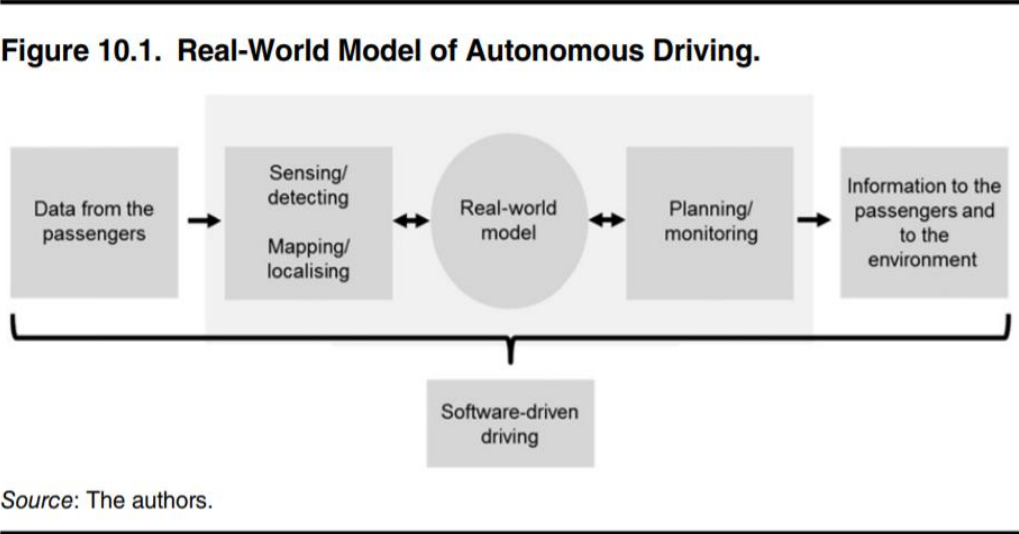 Figure 10.1. Real-World Model of Autonomous Driving.
Data from the
passengers
Sensing/
detecting
Mapping/
localising
Real-world
model
Planning/
monitoring
Information to the
passengers and
to the
environment
Software-driven
driving
Source: The authors.